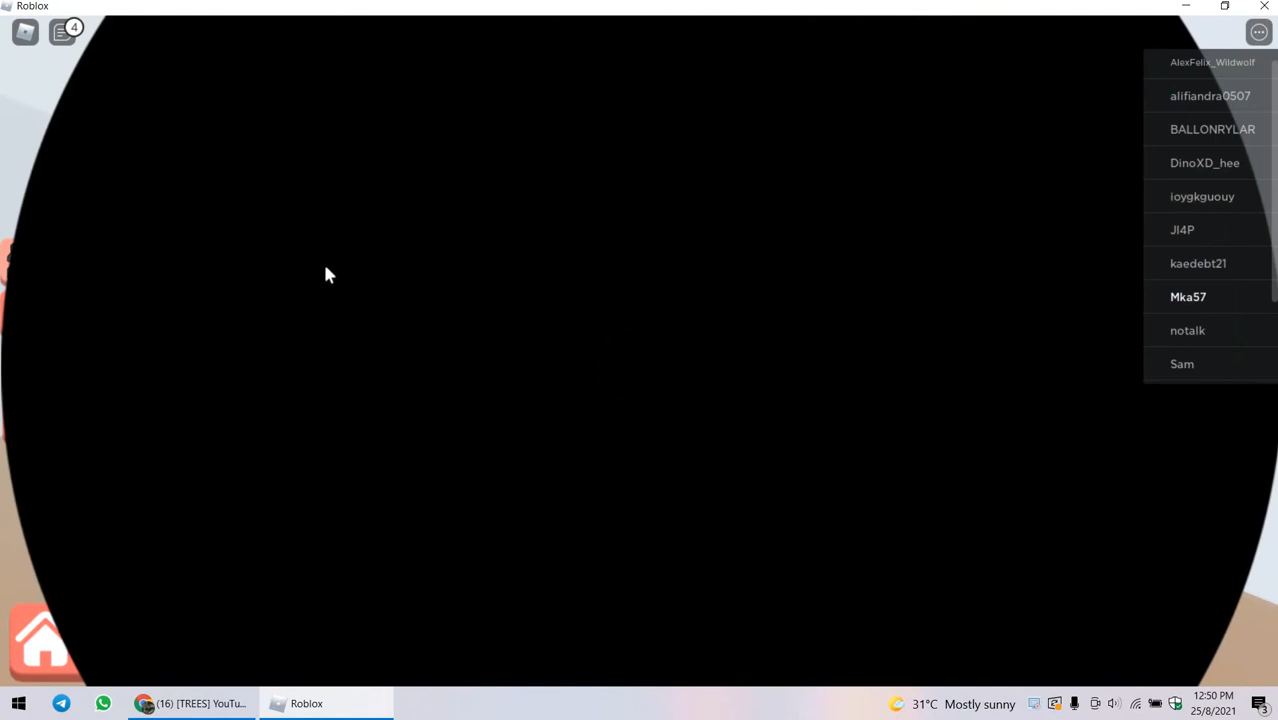 Roblox
4
AlexFelix_Wildwolf
alifiandra0507
BALLONRYLAR
DinoXD_hee
ioygkguouy
JI4P
kaedebt21
Mka57
notalk
Sam
(16) [TREES] YouTu...
Roblox
31°C Mostly sunny
12:50 PM
25/8/2021
3